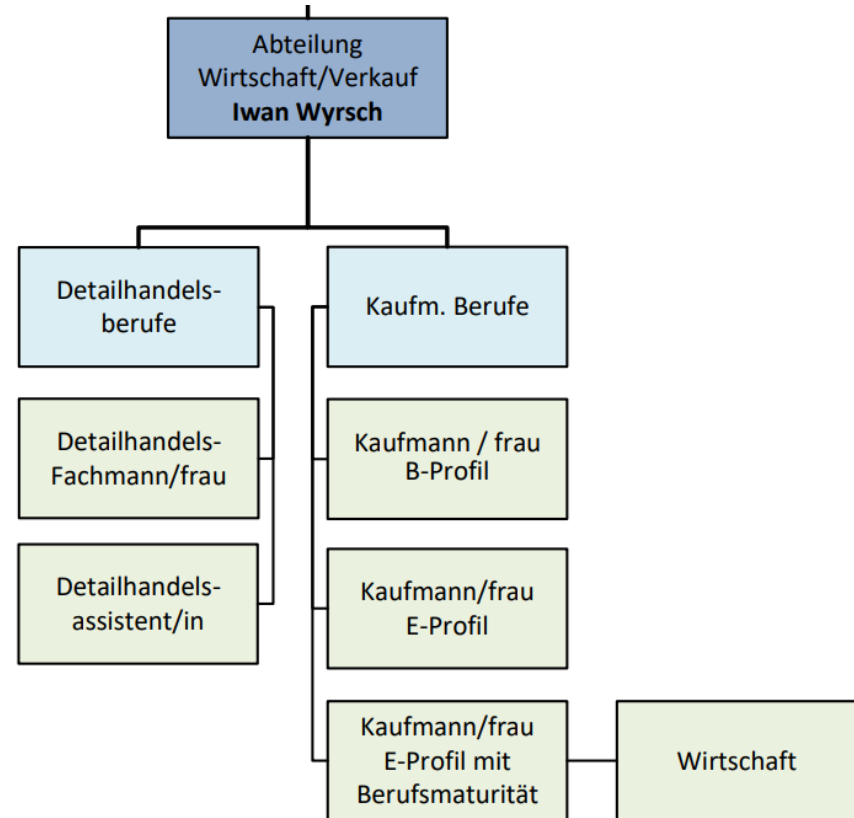 Abteilung
Wirtschaft/Verkauf
Iwan Wyrsch
Detailhandels-
berufe
Kaufm. Berufe
Detailhandels-
Fachmann/frau
Kaufmann / frau
B-Profil
Detailhandels-
assistent/in
Kaufmann/frau
E-Profil
Kaufmann/frau
E-Profil mit
Berufsmaturität
Wirtschaft